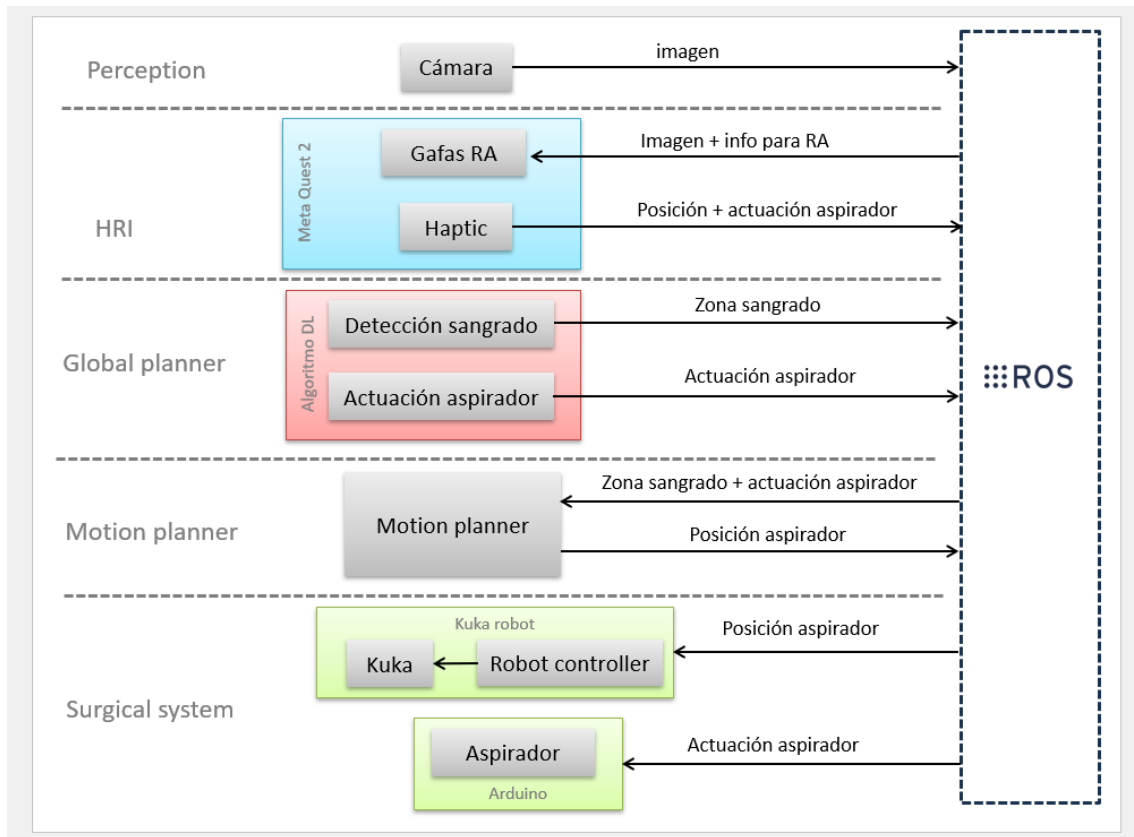 Perception
Cámara
imagen
HRI
Meta Quest 2
Gafas RA
Imagen + info para RA
Haptic
Posición + actuación aspirador
Global planner
Algoritmo DL
Detección sangrado
Zona sangrado
Actuación aspirador
Actuación aspirador
ROS
Motion planner
Motion planner
Zona sangrado + actuación aspirador
Posición aspirador
Surgical system
Kuka robot
Kuka
Robot controller
Posición aspirador
Aspirador
Arduino
Actuación aspirador